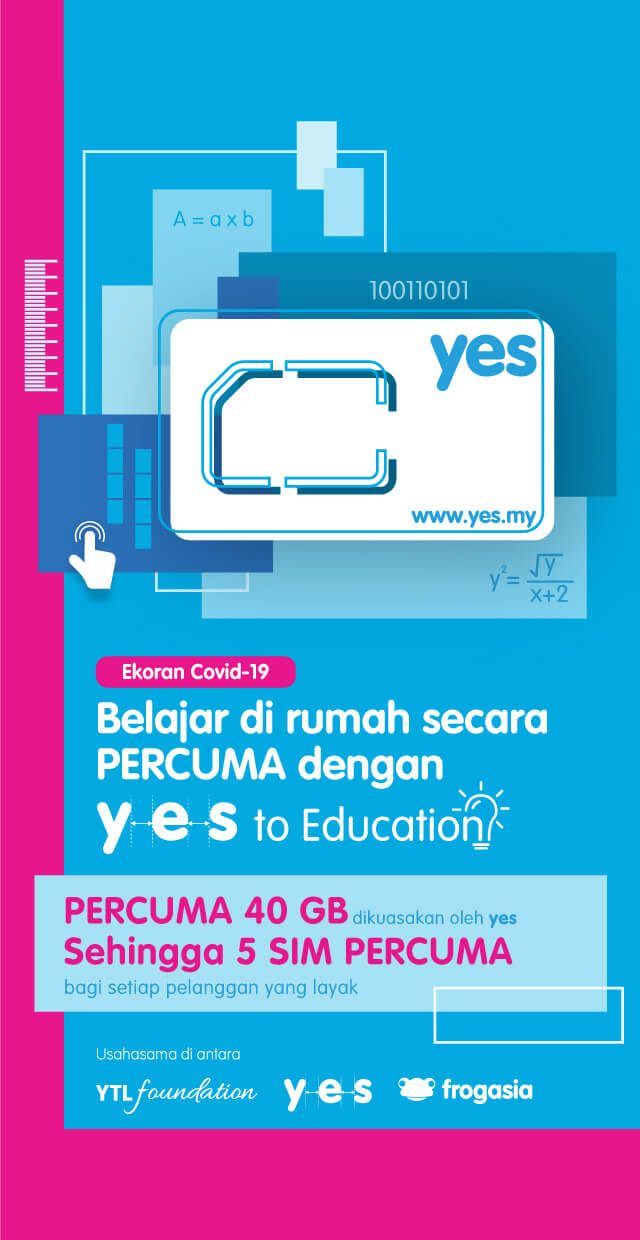 A = a x b
100110101
yes
www.yes.my
y²= √y
x+2
Ekoran Covid-19
Belajar di rumah secara
PERCUMA dengan
yes to Education
PERCUMA 40 GB dikuasakan oleh yes
Sehingga 5 SIM PERCUMA
bagi setiap pelanggan yang layak
Usahasama di antara
YTL foundation yes frogasia